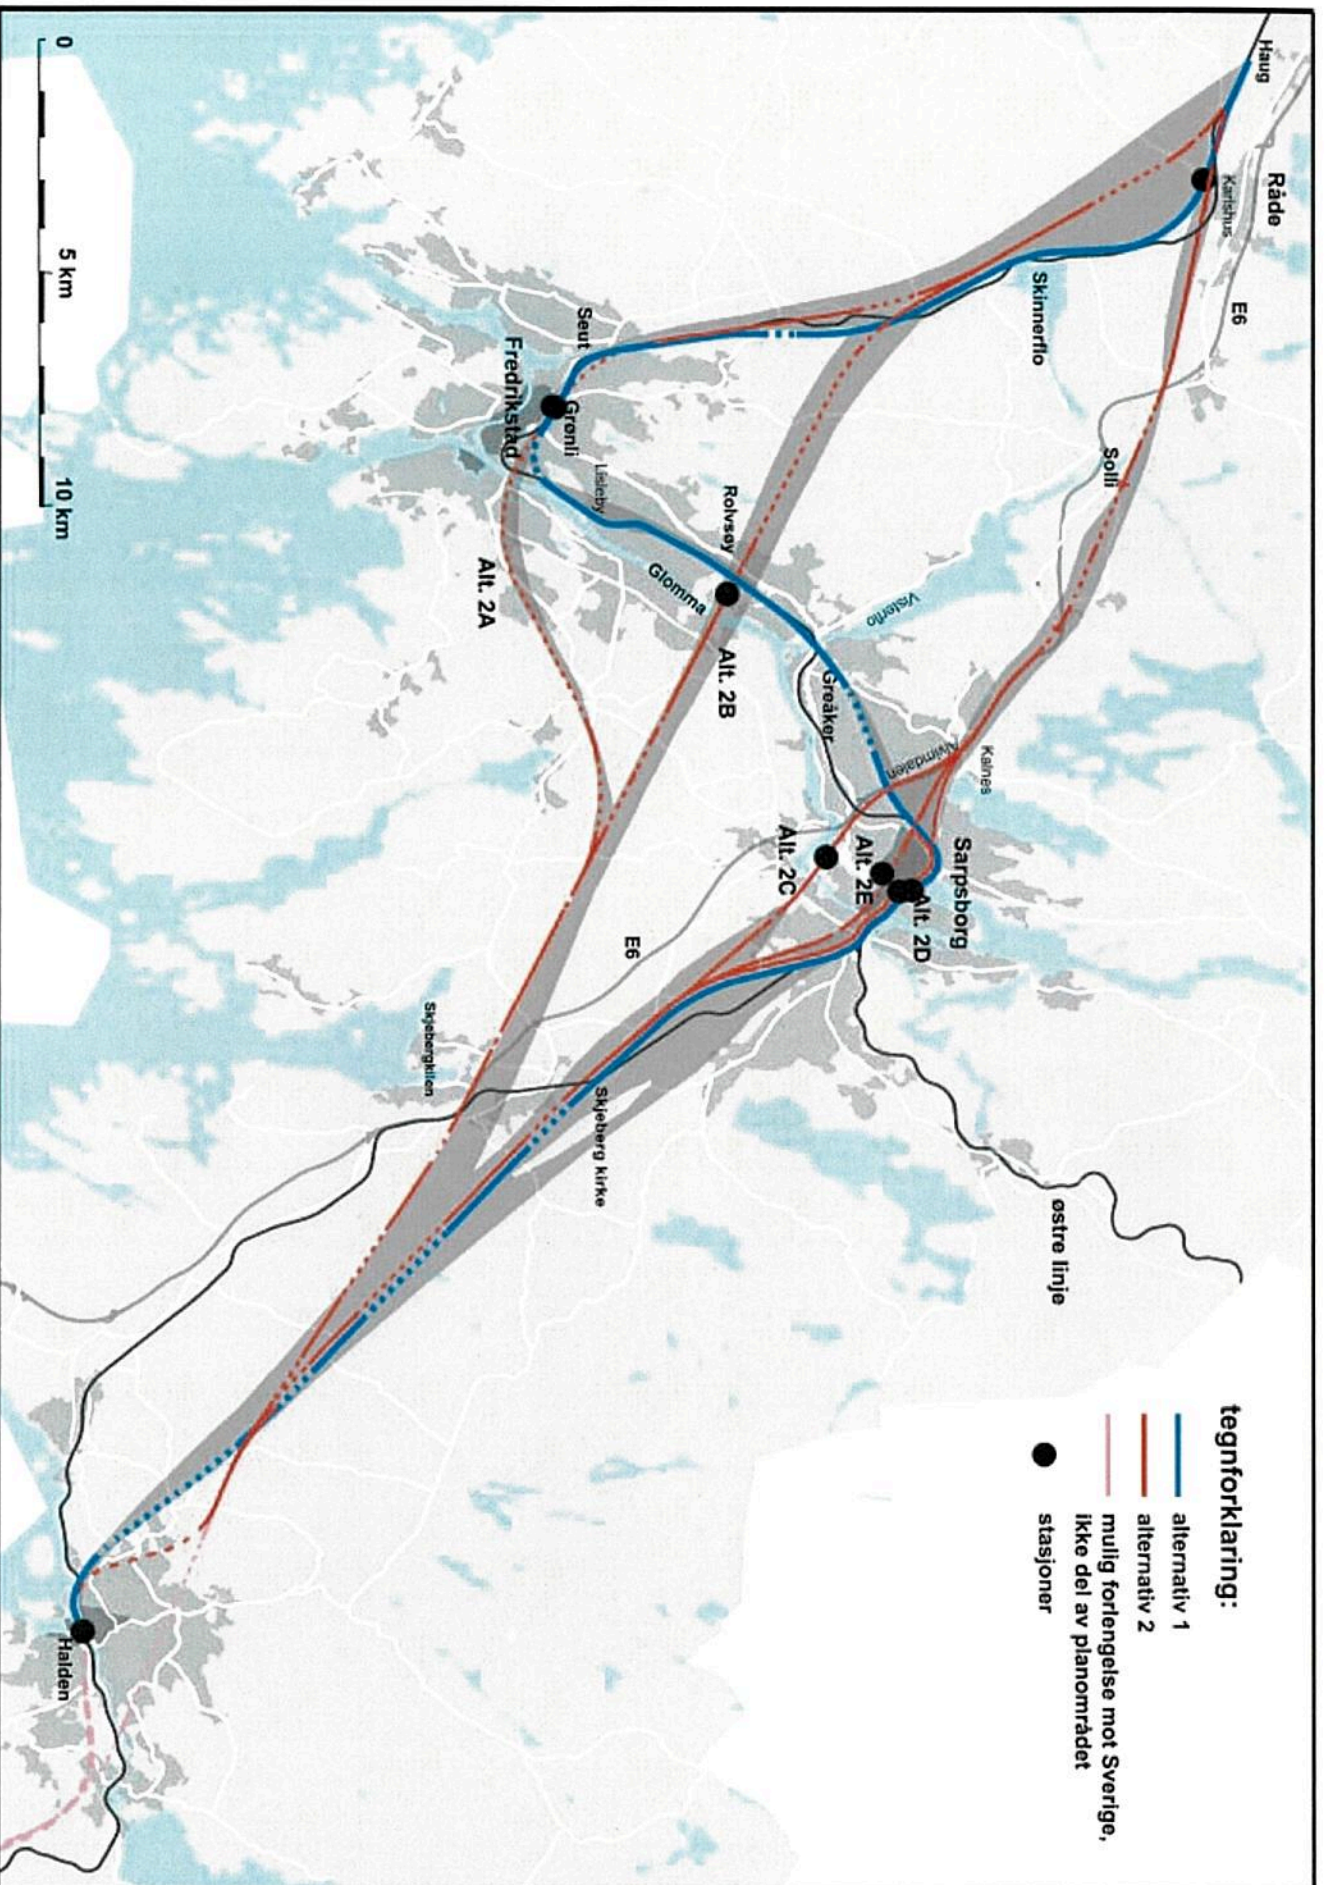 Haug
Råde
Karlshus
E6
Skinnerflo
Solli
Seut
Fredrikstad
Grønli
Lisleby
Rolvsøy
Glomma
Visterflo
Alt. 2A
Alt. 2B
Greåker
Alvimdalen
Kalnes
Sarpsborg
Alt. 2C
Alt. 2E
Alt. 2D
E6
Skjebergkilen
Skjeberg kirke
østre linje
Halden
0
5 km
10 km
tegnforklaring:
alternativ 1
alternativ 2
mulig forlengelse mot Sverige,
ikke del av planområdet
stasjoner